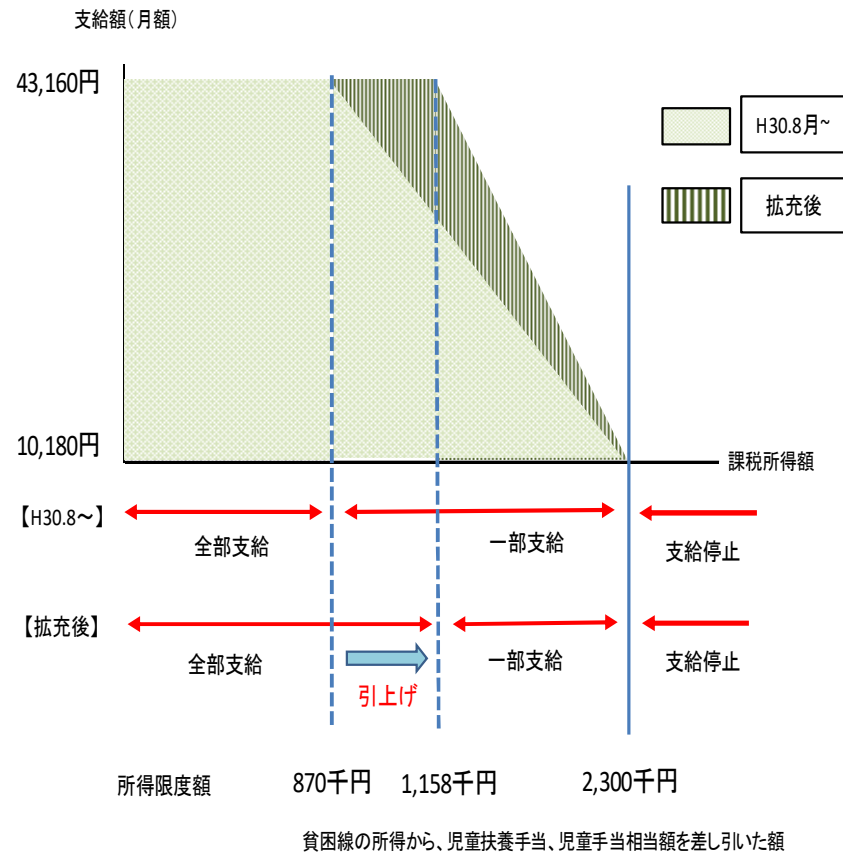 支給額(月額)
43,160円
H30.8月~
拡充後
10,180円
課税所得額
【H30.8～】
全部支給
一部支給
支給停止
【拡充後】
全部支給
一部支給
支給停止
引上げ
所得限度額 870千円 1,158千円 2,300千円
貧困線の所得から、児童扶養手当、児童手当相当額を差し引いた額